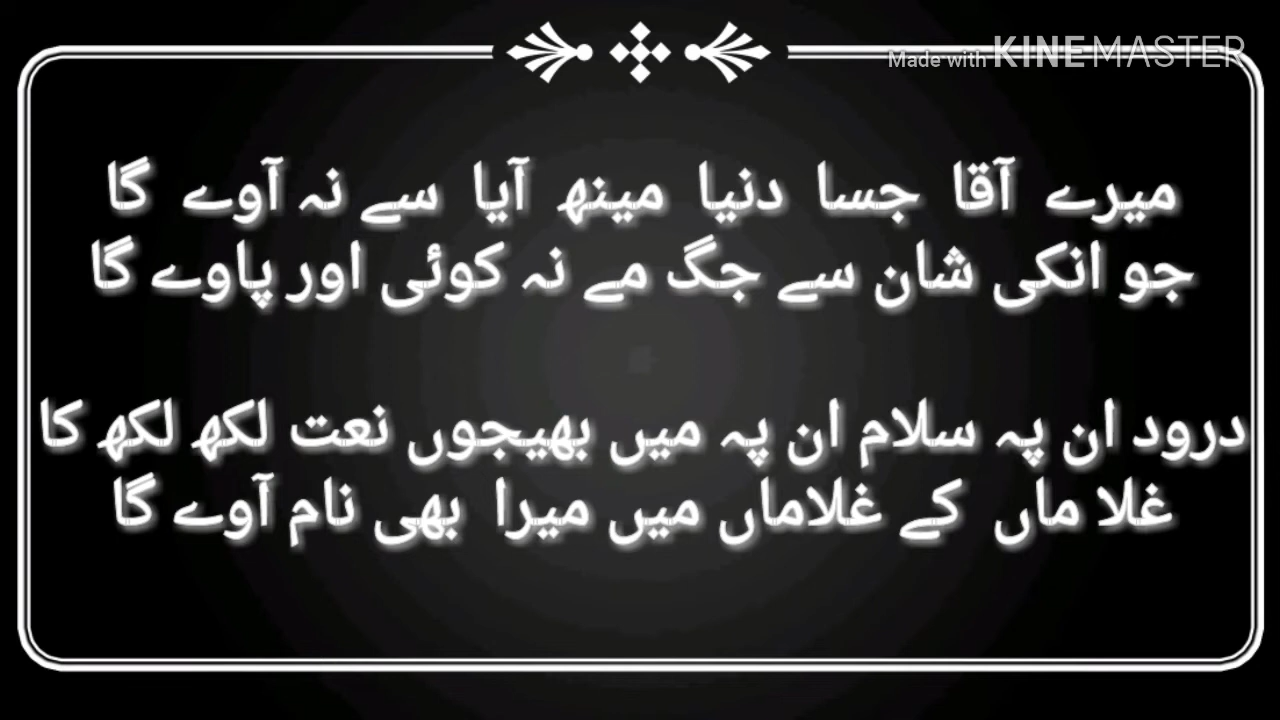 Made with KINEMASTER
میرے آقا جسا دنیا مینھ آیا سے نہ آوے گا
جو انکی شان سے جگ مے نہ کوئی اور پاوے گا
درود ان پہ سلام ان پہ میں بھیجوں نعت لکھ لکھ کا
غلا ماں کے غلاماں میں میرا بھی نام آوے گا